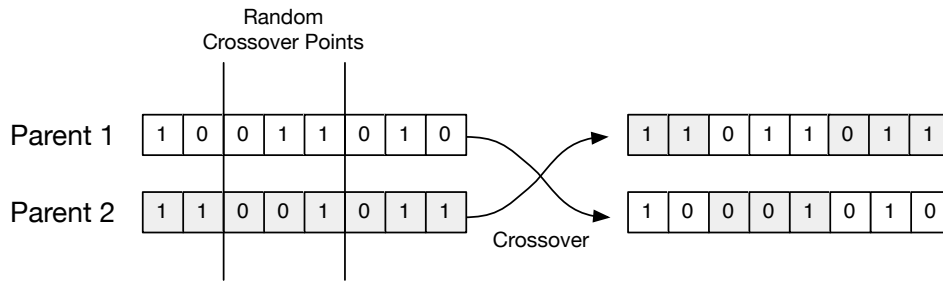 Random
Crossover Points
Parent 1
1 0 0 1 1 0 1 0
1 1 0 1 1 0 1 1
Parent 2
1 1 0 0 1 0 1 1
1 0 0 0 1 0 1 0
Crossover